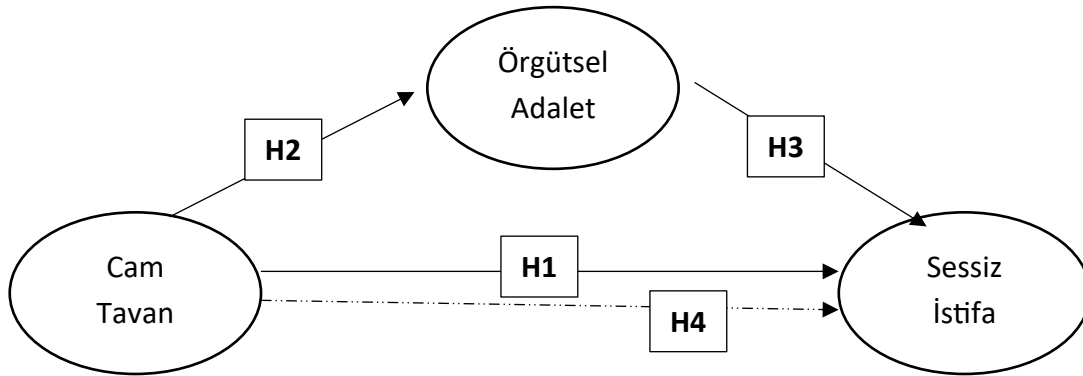 Örgütsel
Adalet
H2
H3
Cam
Tavan
H1
H4
Sessiz
İstifa